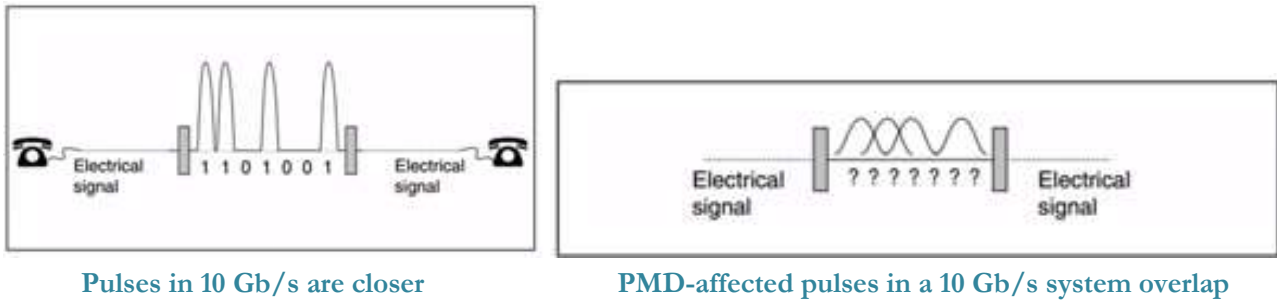 Electrical
signal
1 1 0 1 0 0 1
Electrical
signal
Pulses in 10 Gb/s are closer
Electrical
signal
? ? ? ? ? ? ?
Electrical
signal
PMD-affected pulses in a 10 Gb/s system overlap